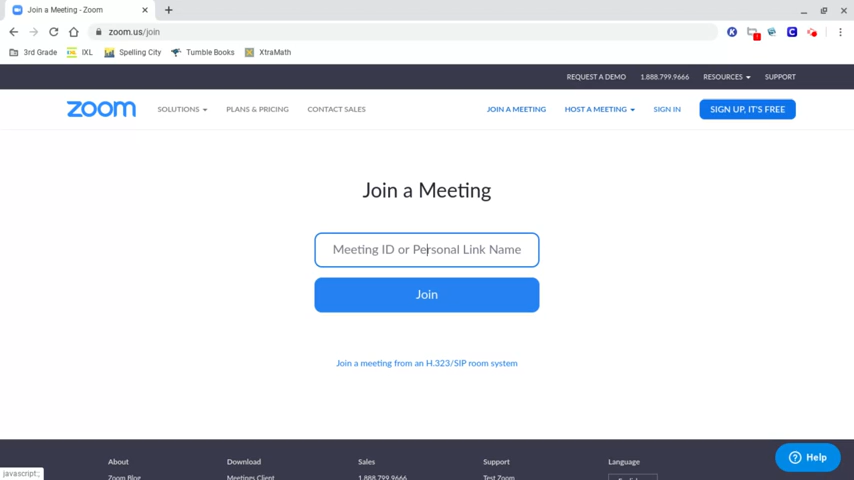 Join a Meeting - Zoom
zoom.us/join
3rd Grade IXL Spelling City Tumble Books XtraMath
REQUEST A DEMO 1.888.799.9666 RESOURCES SUPPORT
zoom SOLUTIONS PLANS & PRICING CONTACT SALES JOIN A MEETING HOST A MEETING SIGN IN SIGN UP, IT'S FREE
Join a Meeting
Meeting ID or Personal Link Name
Join
Join a meeting from an H.323/SIP room system
About Download Sales Support Language
Zoom Blog Meetings Client 1.888.799.9666 Test Zoom English
Help
javascript:;